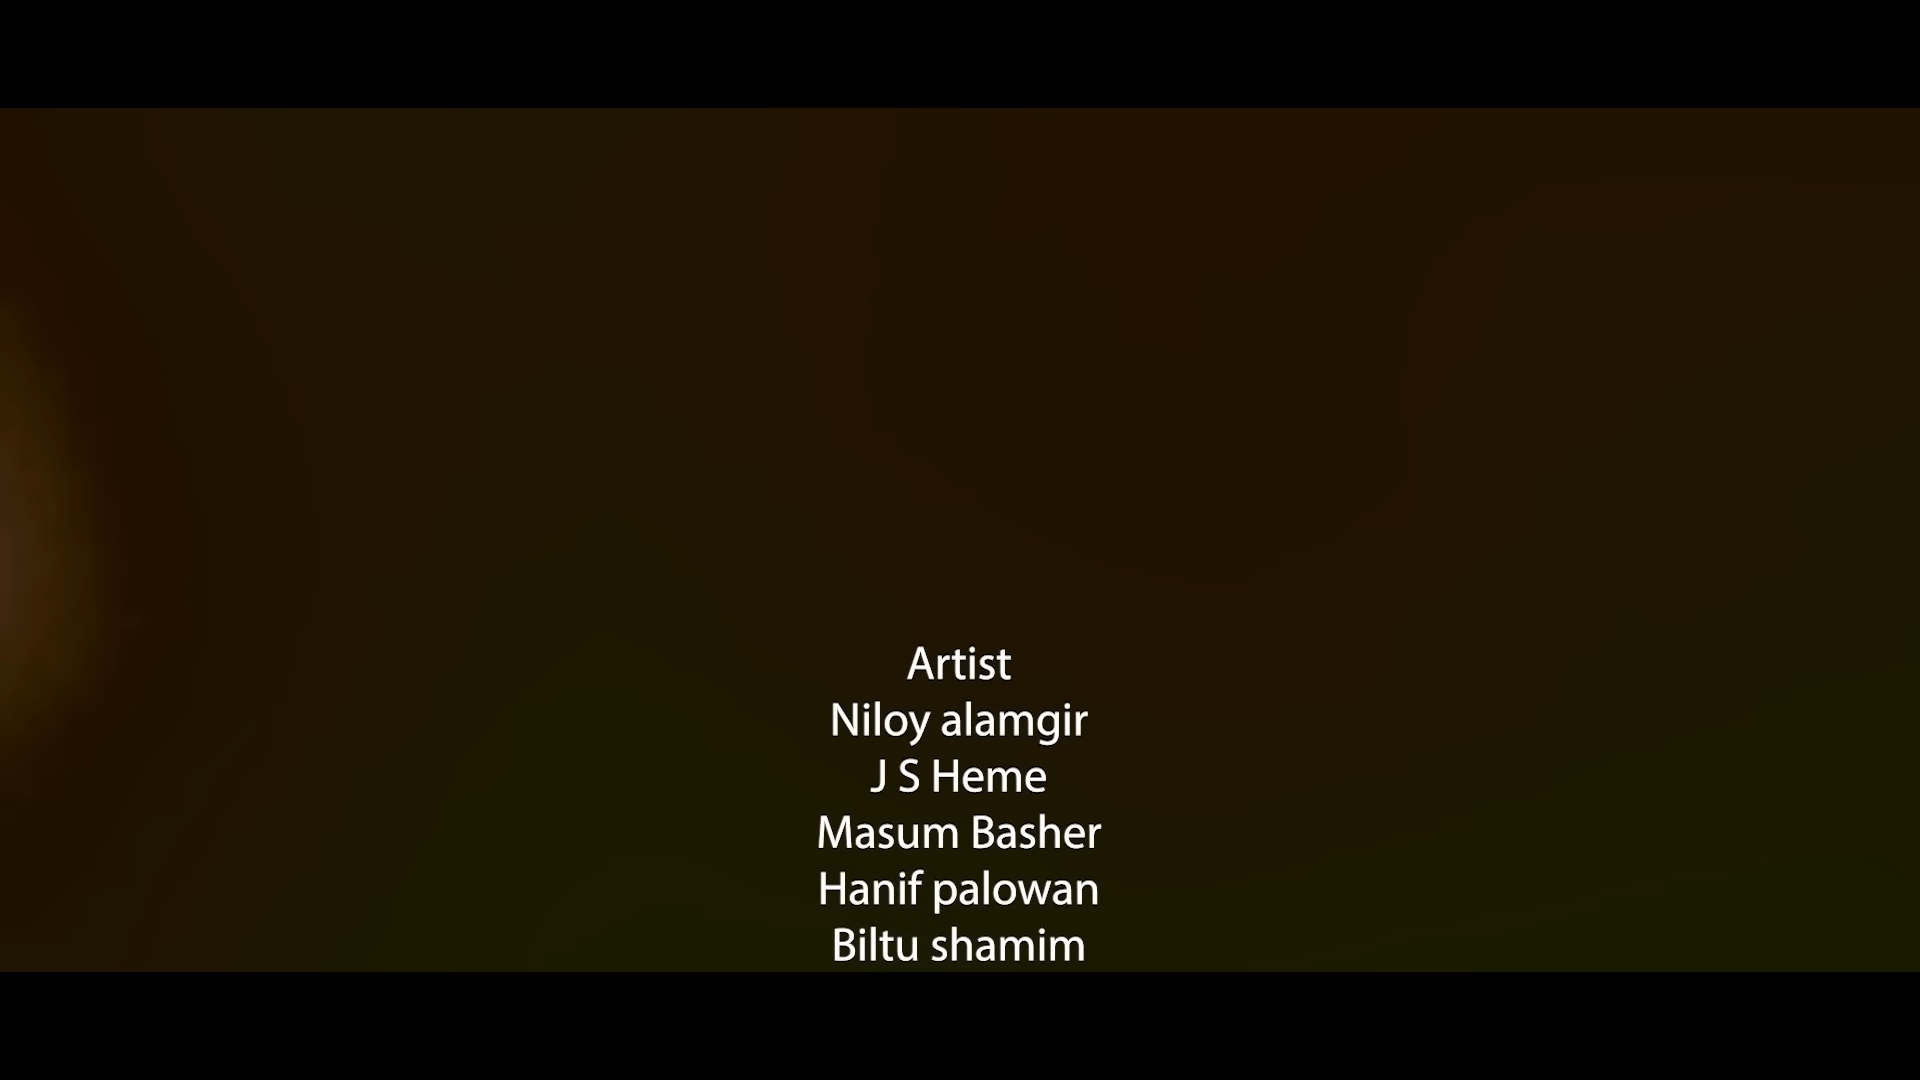 Artist
Niloy alamgir
J S Heme
Masum Basher
Hanif palowan
Biltu shamim